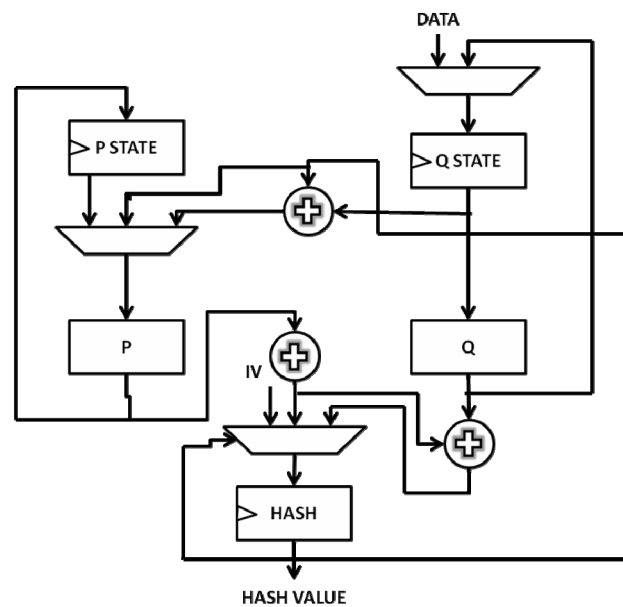 DATA
P STATE
Q STATE
P
Q
IV
HASH
HASH VALUE